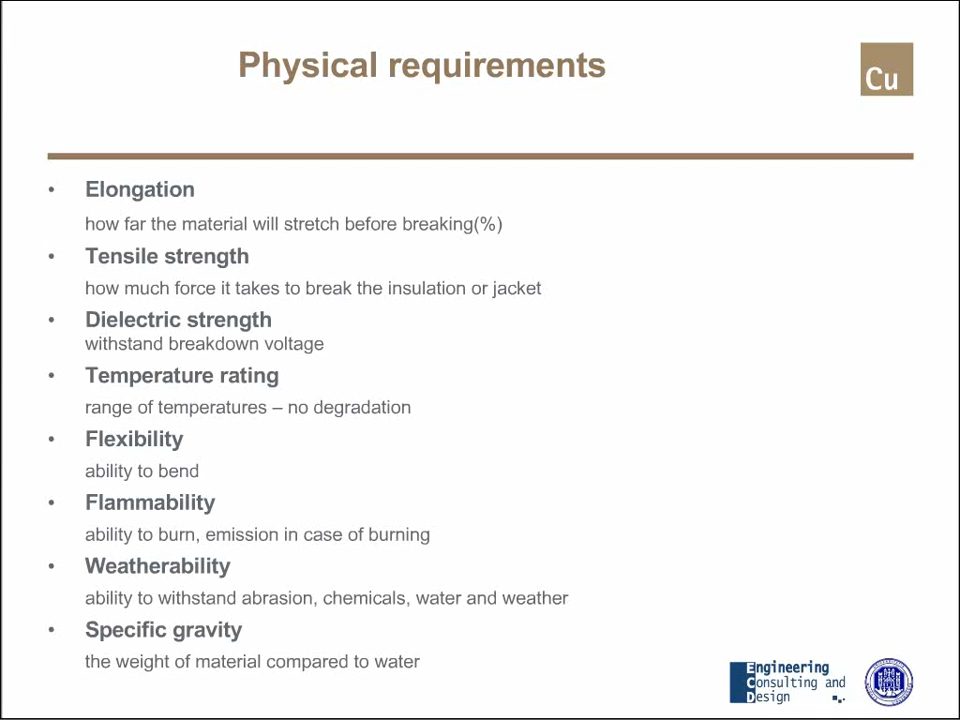 Physical requirements
Cu
• Elongation
how far the material will stretch before breaking(%)
• Tensile strength
how much force it takes to break the insulation or jacket
• Dielectric strength
withstand breakdown voltage
• Temperature rating
range of temperatures – no degradation
• Flexibility
ability to bend
• Flammability
ability to burn, emission in case of burning
• Weatherability
ability to withstand abrasion, chemicals, water and weather
• Specific gravity
the weight of material compared to water
Engineering
Consulting and
Design